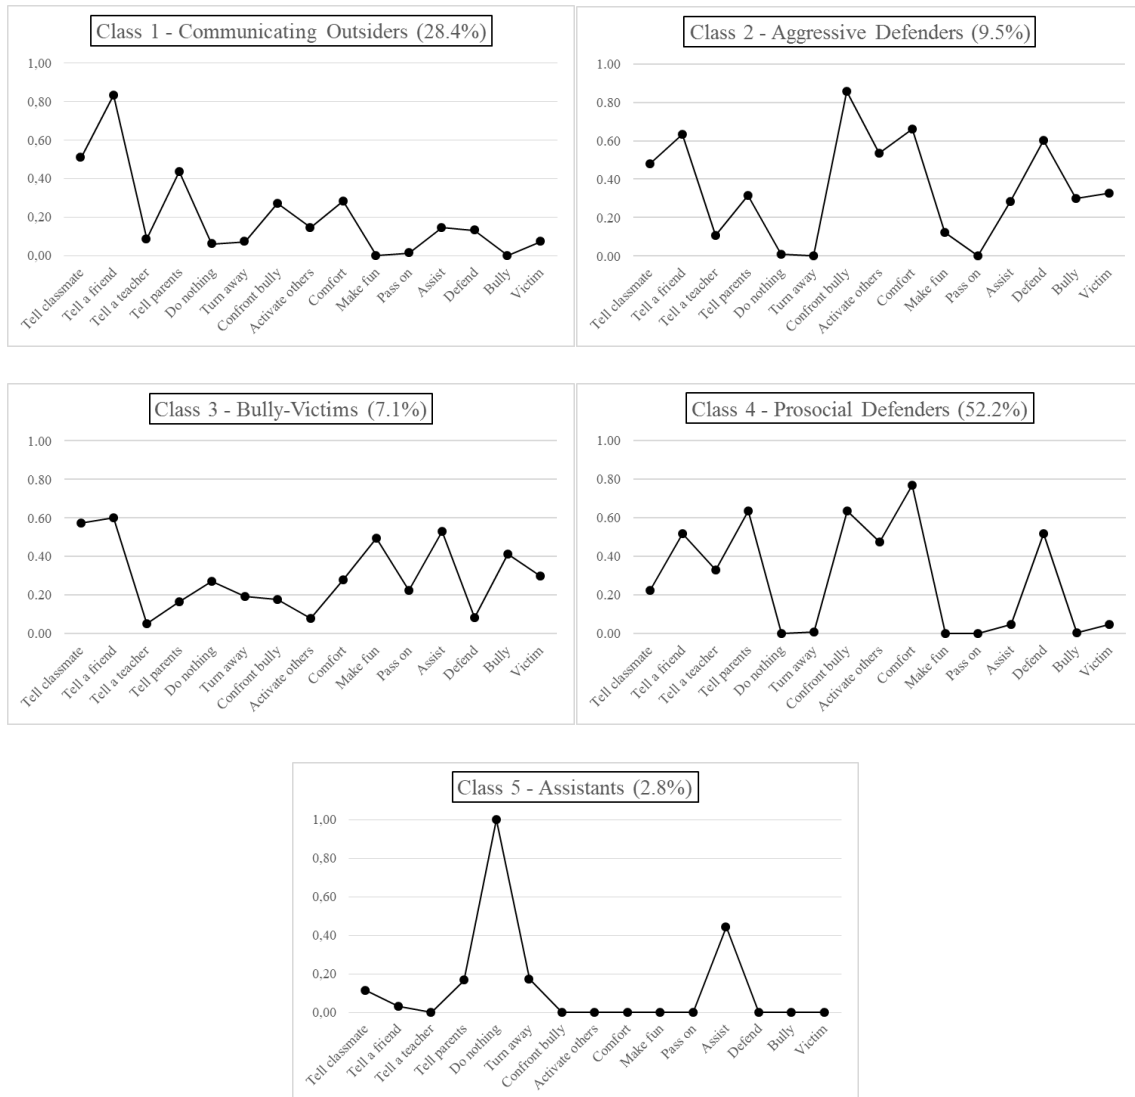 Class 1 - Communicating Outsiders (28.4%)
1,00
0,80
0,60
0,40
0,20
0,00
Tell classmate
Tell a friend
Tell a teacher
Tell parents
Do nothing
Turn away
Confront bully
Activate others
Comfort
Make fun
Pass on
Assist
Defend
Bully
Victim
Class 2 - Aggressive Defenders (9.5%)
1.00
0.80
0.60
0.40
0.20
0.00
Tell classmate
Tell a friend
Tell a teacher
Tell parents
Do nothing
Turn away
Confront bully
Activate others
Comfort
Make fun
Pass on
Assist
Defend
Bully
Victim
Class 3 - Bully-Victims (7.1%)
1.00
0.80
0.60
0.40
0.20
0.00
Tell classmate
Tell a friend
Tell a teacher
Tell parents
Do nothing
Turn away
Confront bully
Activate others
Comfort
Make fun
Pass on
Assist
Defend
Bully
Victim
Class 4 - Prosocial Defenders (52.2%)
1.00
0.80
0.60
0.40
0.20
0.00
Tell classmate
Tell a friend
Tell a teacher
Tell parents
Do nothing
Turn away
Confront bully
Activate others
Comfort
Make fun
Pass on
Assist
Defend
Bully
Victim
Class 5 - Assistants (2.8%)
1,00
0,80
0,60
0,40
0,20
0,00
Tell classmate
Tell a friend
Tell a teacher
Tell parents
Do nothing
Turn away
Confront bully
Activate others
Comfort
Make fun
Pass on
Assist
Defend
Bully
Victim